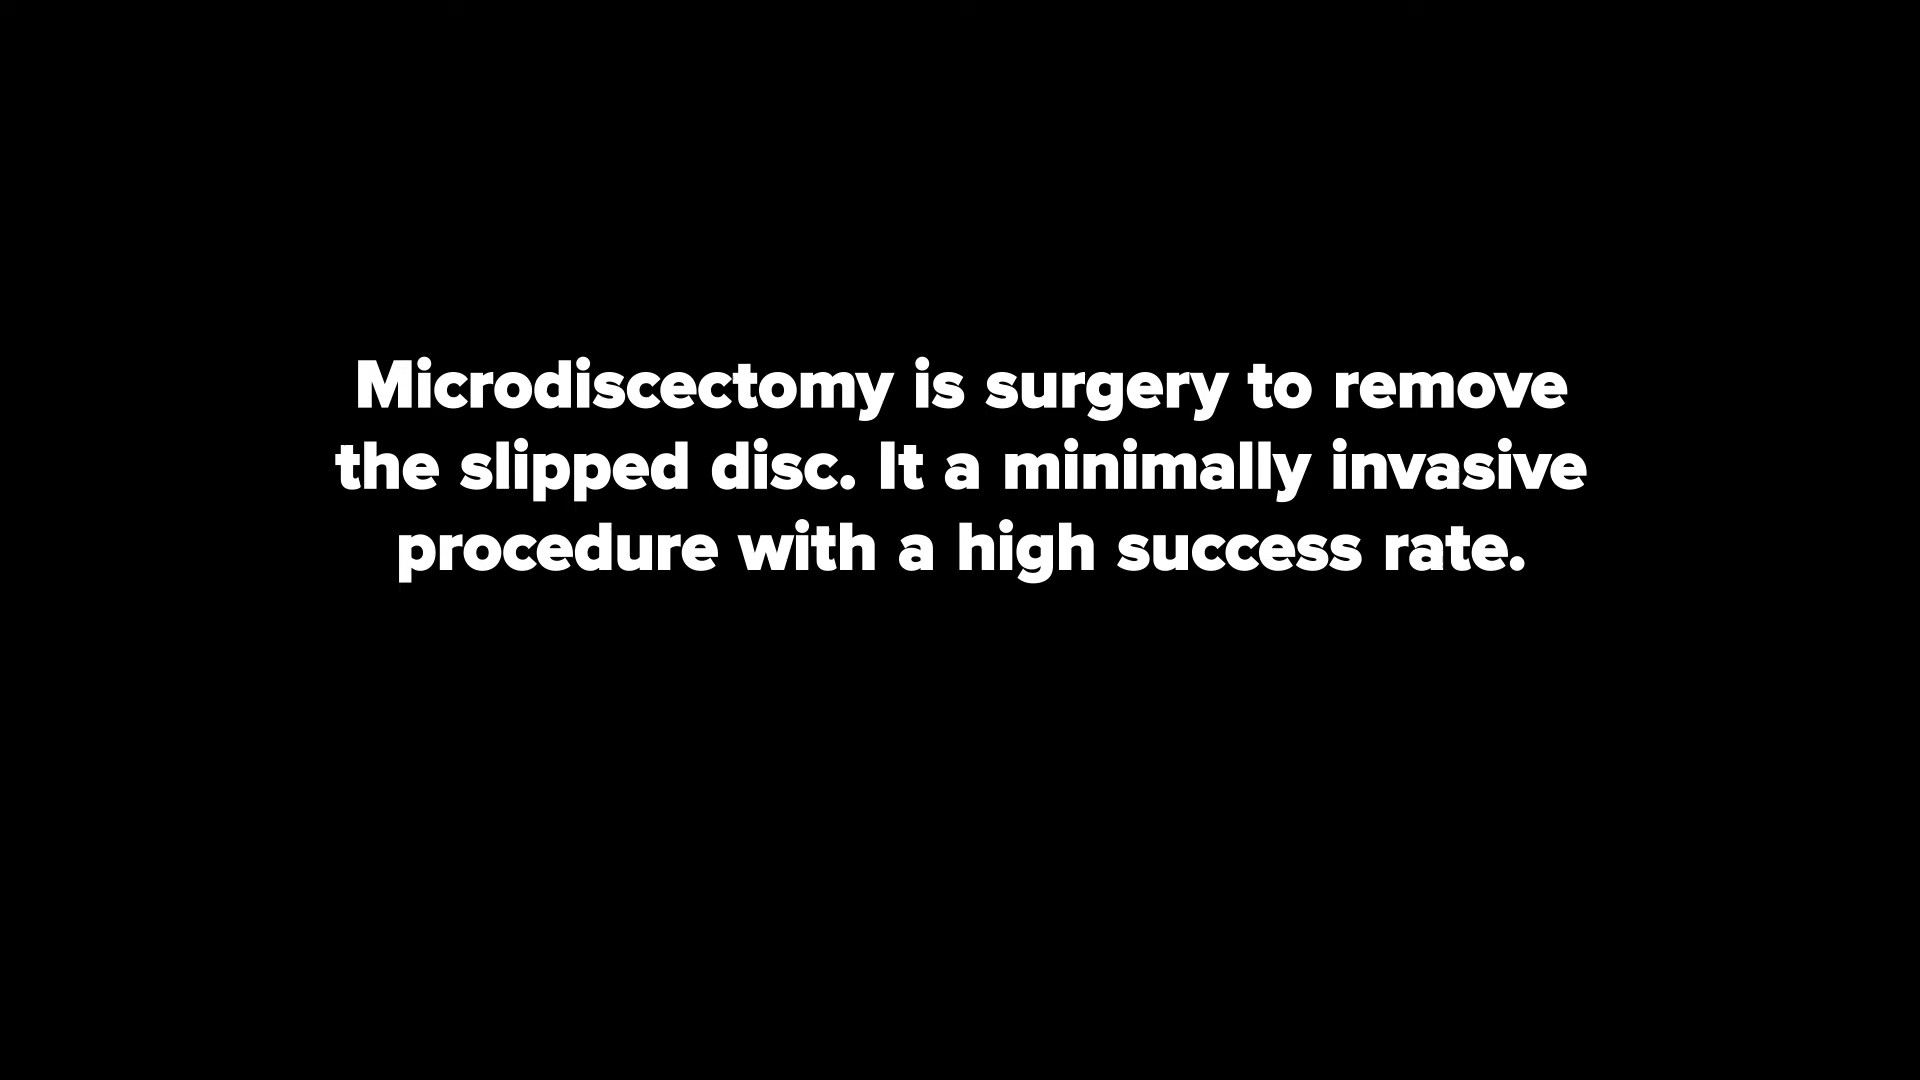 Microdiscectomy is surgery to remove
the slipped disc. It a minimally invasive
procedure with a high success rate.